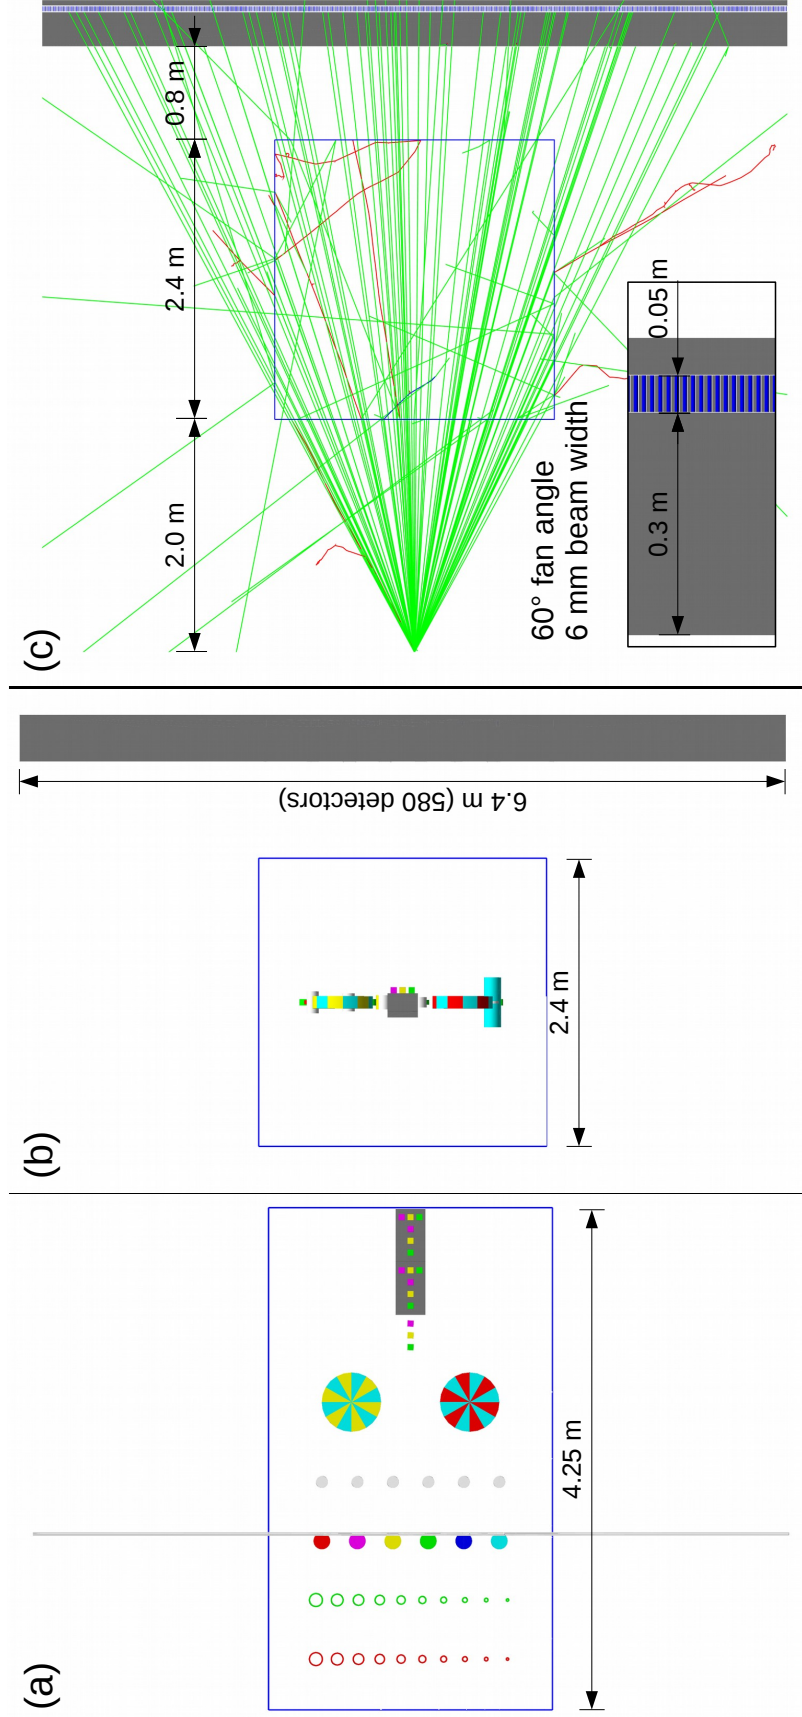 (c)
0.8 m
2.4 m
2.0 m
60° fan angle
6 mm beam width
0.05 m
0.3 m
(b)
6.4 m (580 detectors)
2.4 m
(a)
4.25 m